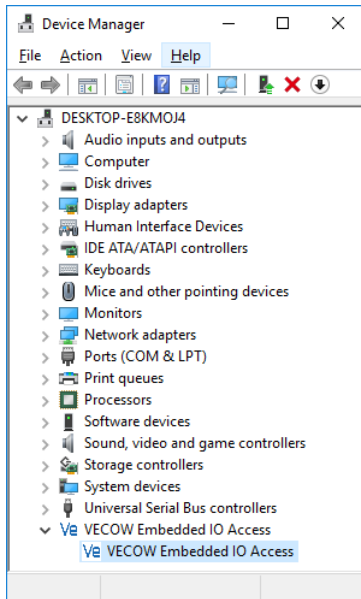 Device Manager
File Action View Help
DESKTOP-E8KMOJ4
Audio inputs and outputs
Computer
Disk drives
Display adapters
Human Interface Devices
IDE ATA/ATAPI controllers
Keyboards
Mice and other pointing devices
Monitors
Network adapters
Ports (COM & LPT)
Print queues
Processors
Software devices
Sound, video and game controllers
Storage controllers
System devices
Universal Serial Bus controllers
Ve VECOW Embedded IO Access
Ve VECOW Embedded IO Access